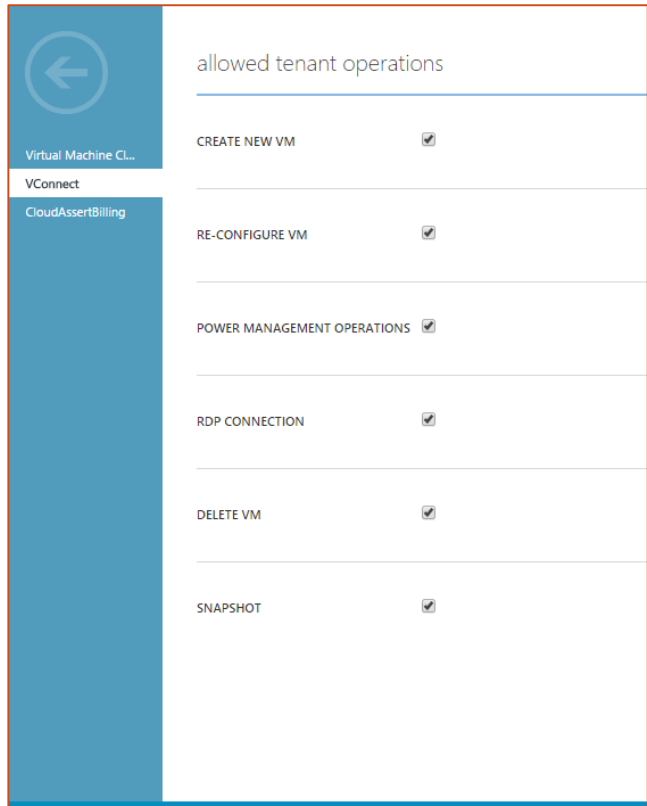 allowed tenant operations
Virtual Machine Cl...
VConnect
CloudAssertBilling
CREATE NEW VM
RE-CONFIGURE VM
POWER MANAGEMENT OPERATIONS
RDP CONNECTION
DELETE VM
SNAPSHOT